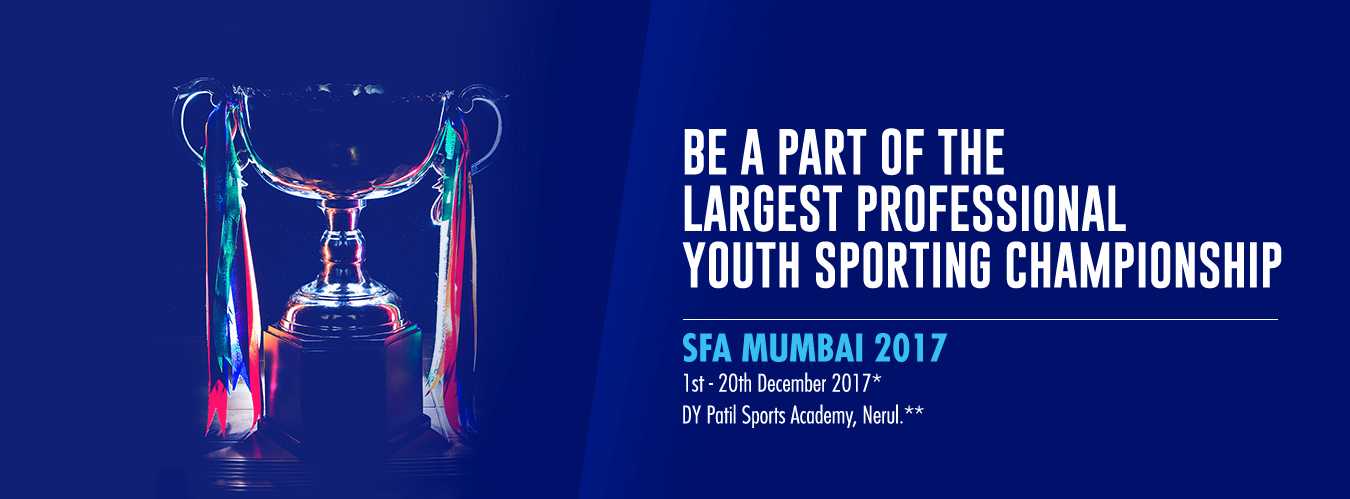 BE A PART OF THE
LARGEST PROFESSIONAL
YOUTH SPORTING CHAMPIONSHIP
SFA MUMBAI 2017
1st - 20th December 2017*
DY Patil Sports Academy, Nerul.**